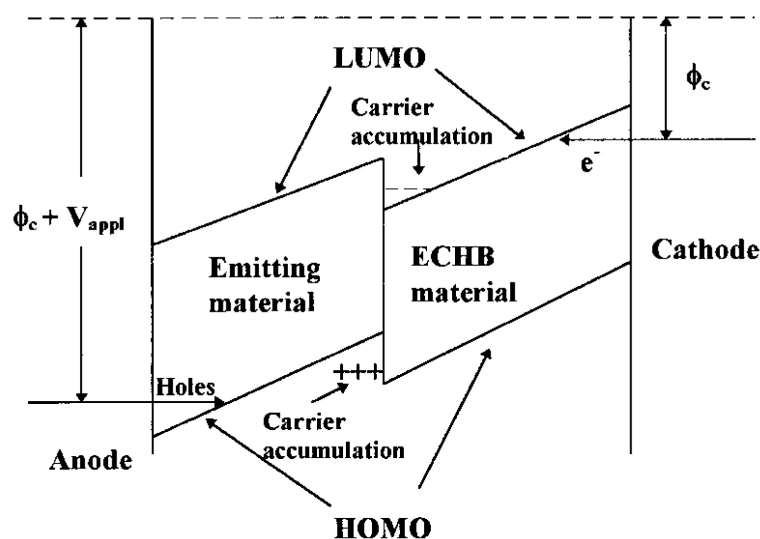 LUMO
ϕc
Carrier
accumulation
e-
ϕc + Vappl
Emitting
material
ECHB
material
Cathode
+++
Holes
Carrier
accumulation
Anode
HOMO